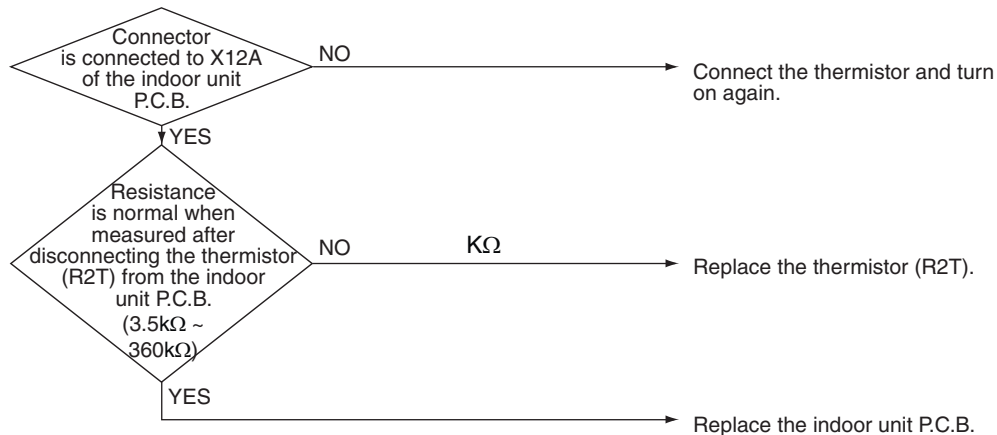 Connector
is connected to X12A
of the indoor unit
P.C.B.
NO
Connect the thermistor and turn
on again.
YES
Resistance
is normal when
measured after
disconnecting the thermistor
(R2T) from the indoor
unit P.C.B.
(3.5kΩ ~
360kΩ)
NO
KΩ
Replace the thermistor (R2T).
YES
Replace the indoor unit P.C.B.